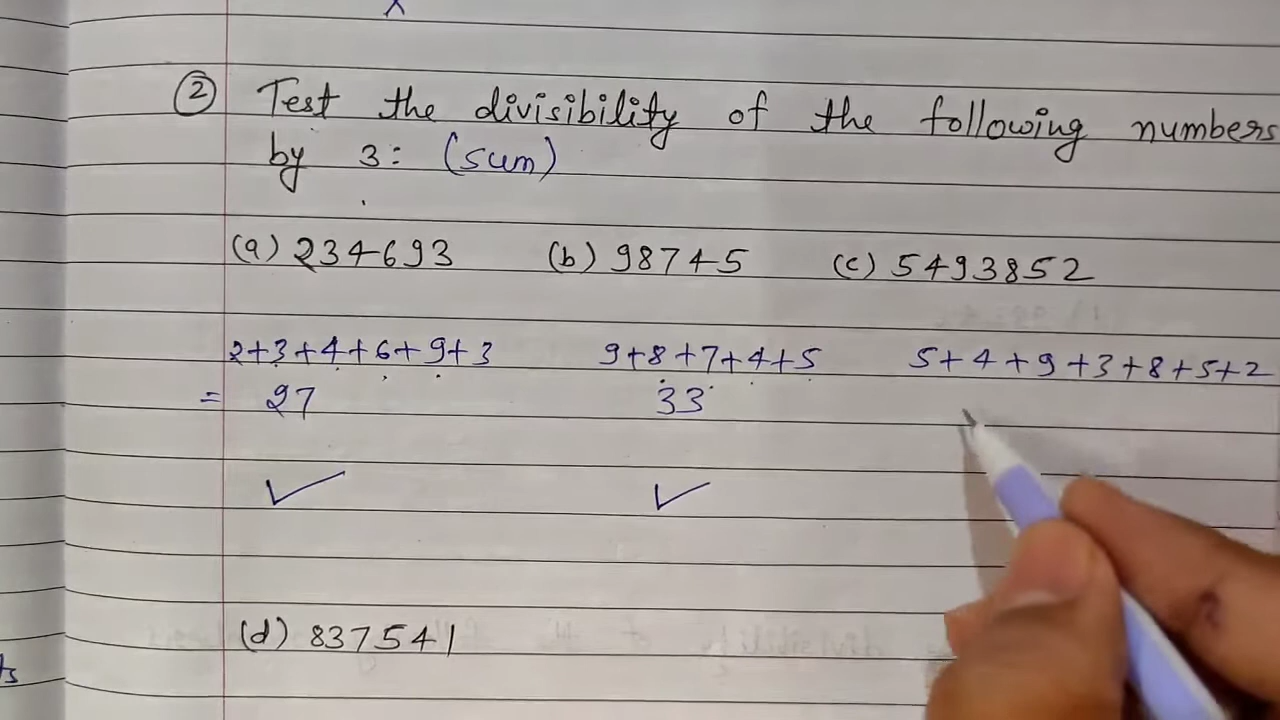 ② Test the divisibility of the following numbers
by 3: (sum)
(a) 234693 (b) 98745 (c) 5493852
2+3+4+6+9+3 9+8+7+4+5 5+4+9+3+8+5+2
= 27 33
✓ ✓
(d) 837541